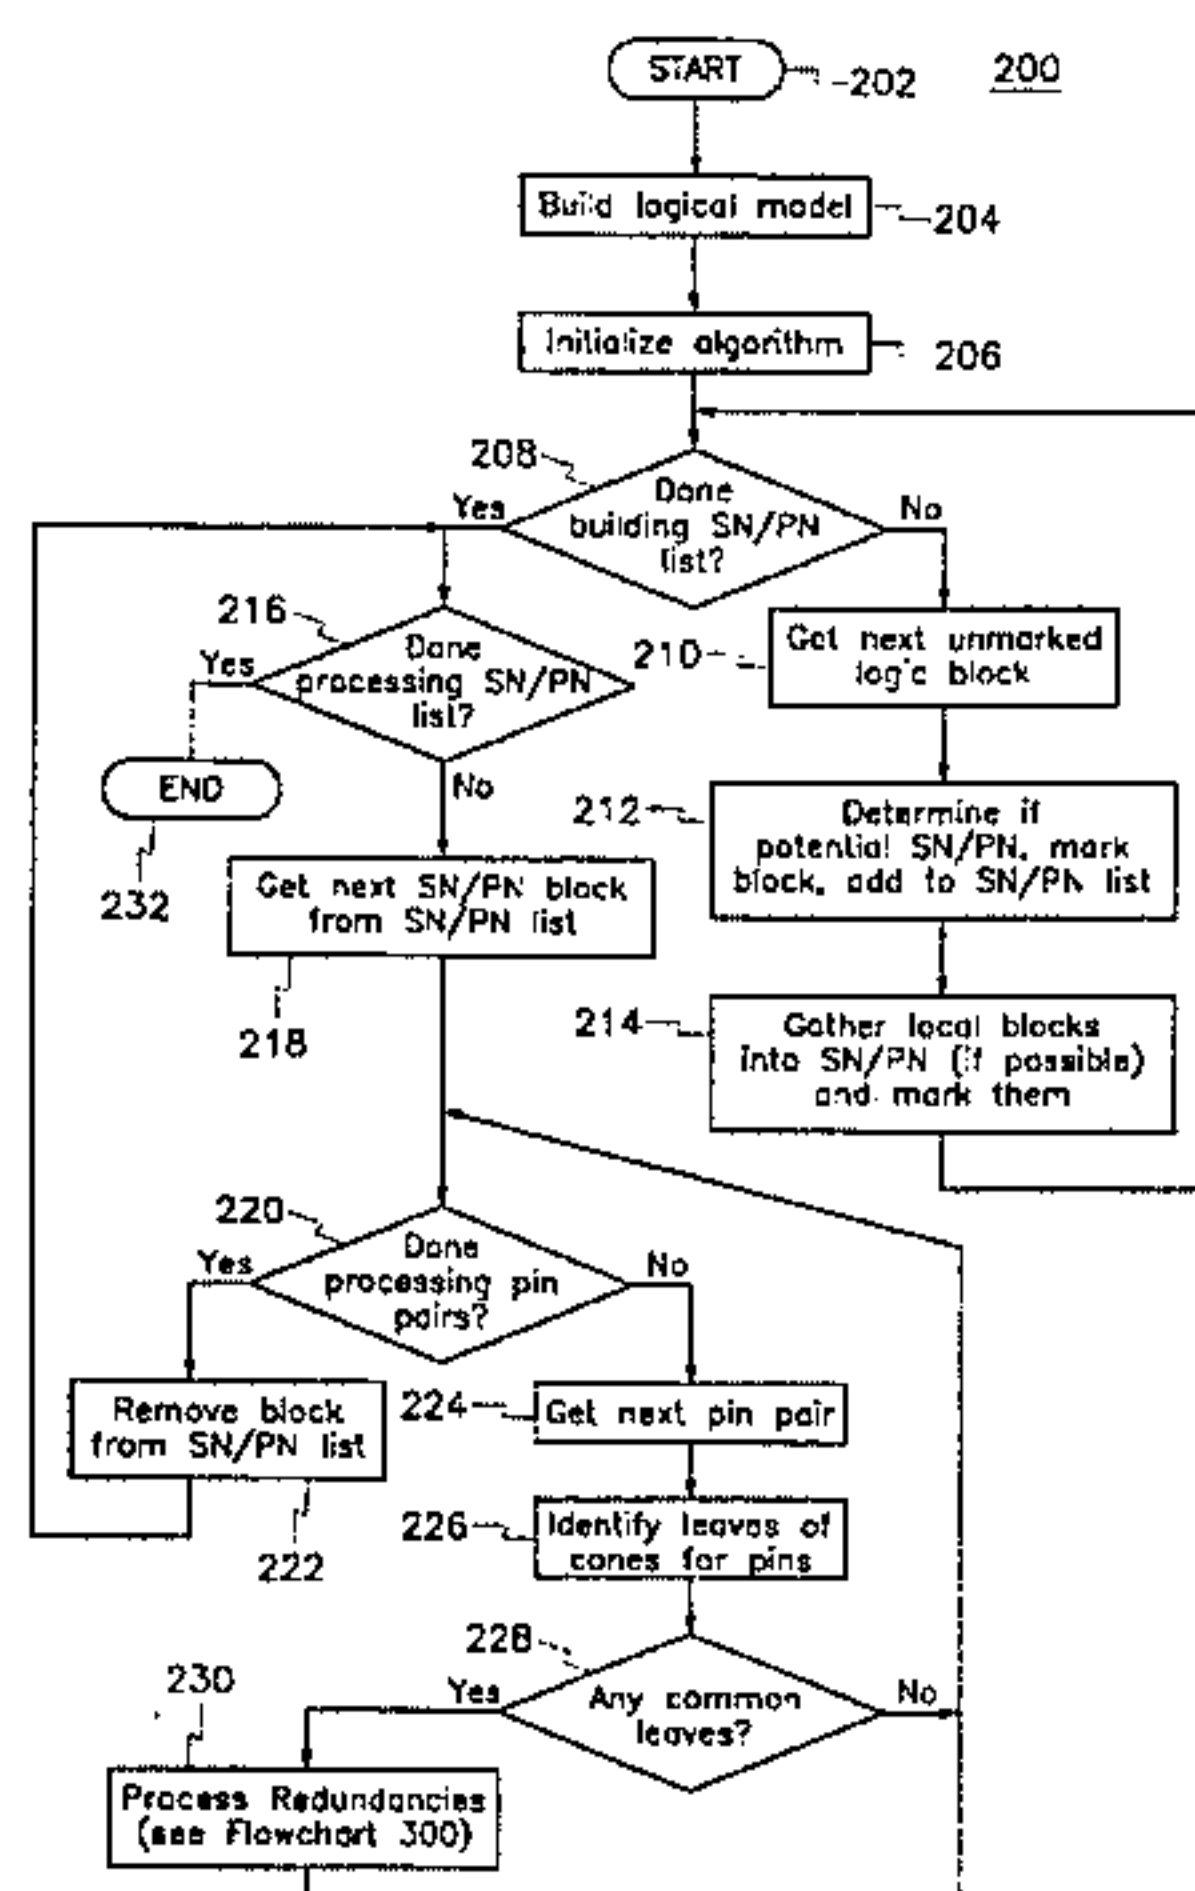 START
202
200
Build logical model
204
Initialize algorithm
206
208
Done
building SN/PN
list?
Yes
No
216
Done
processing SN/PN
list?
Yes
No
210
Get next unmarked
logic block
END
232
212
Determine if
potential SN/PN, mark
block, add to SN/PN list
Get next SN/PN block
from SN/PN list
218
214
Gather local blocks
into SN/PN (if possible)
and mark them
220
Done
processing pin
pairs?
Yes
No
Remove block
from SN/PN list
222
224
Get next pin pair
226
Identify leaves of
cones for pins
228
Any common
leaves?
Yes
No
230
Process Redundancies
(see Flowchart 300)